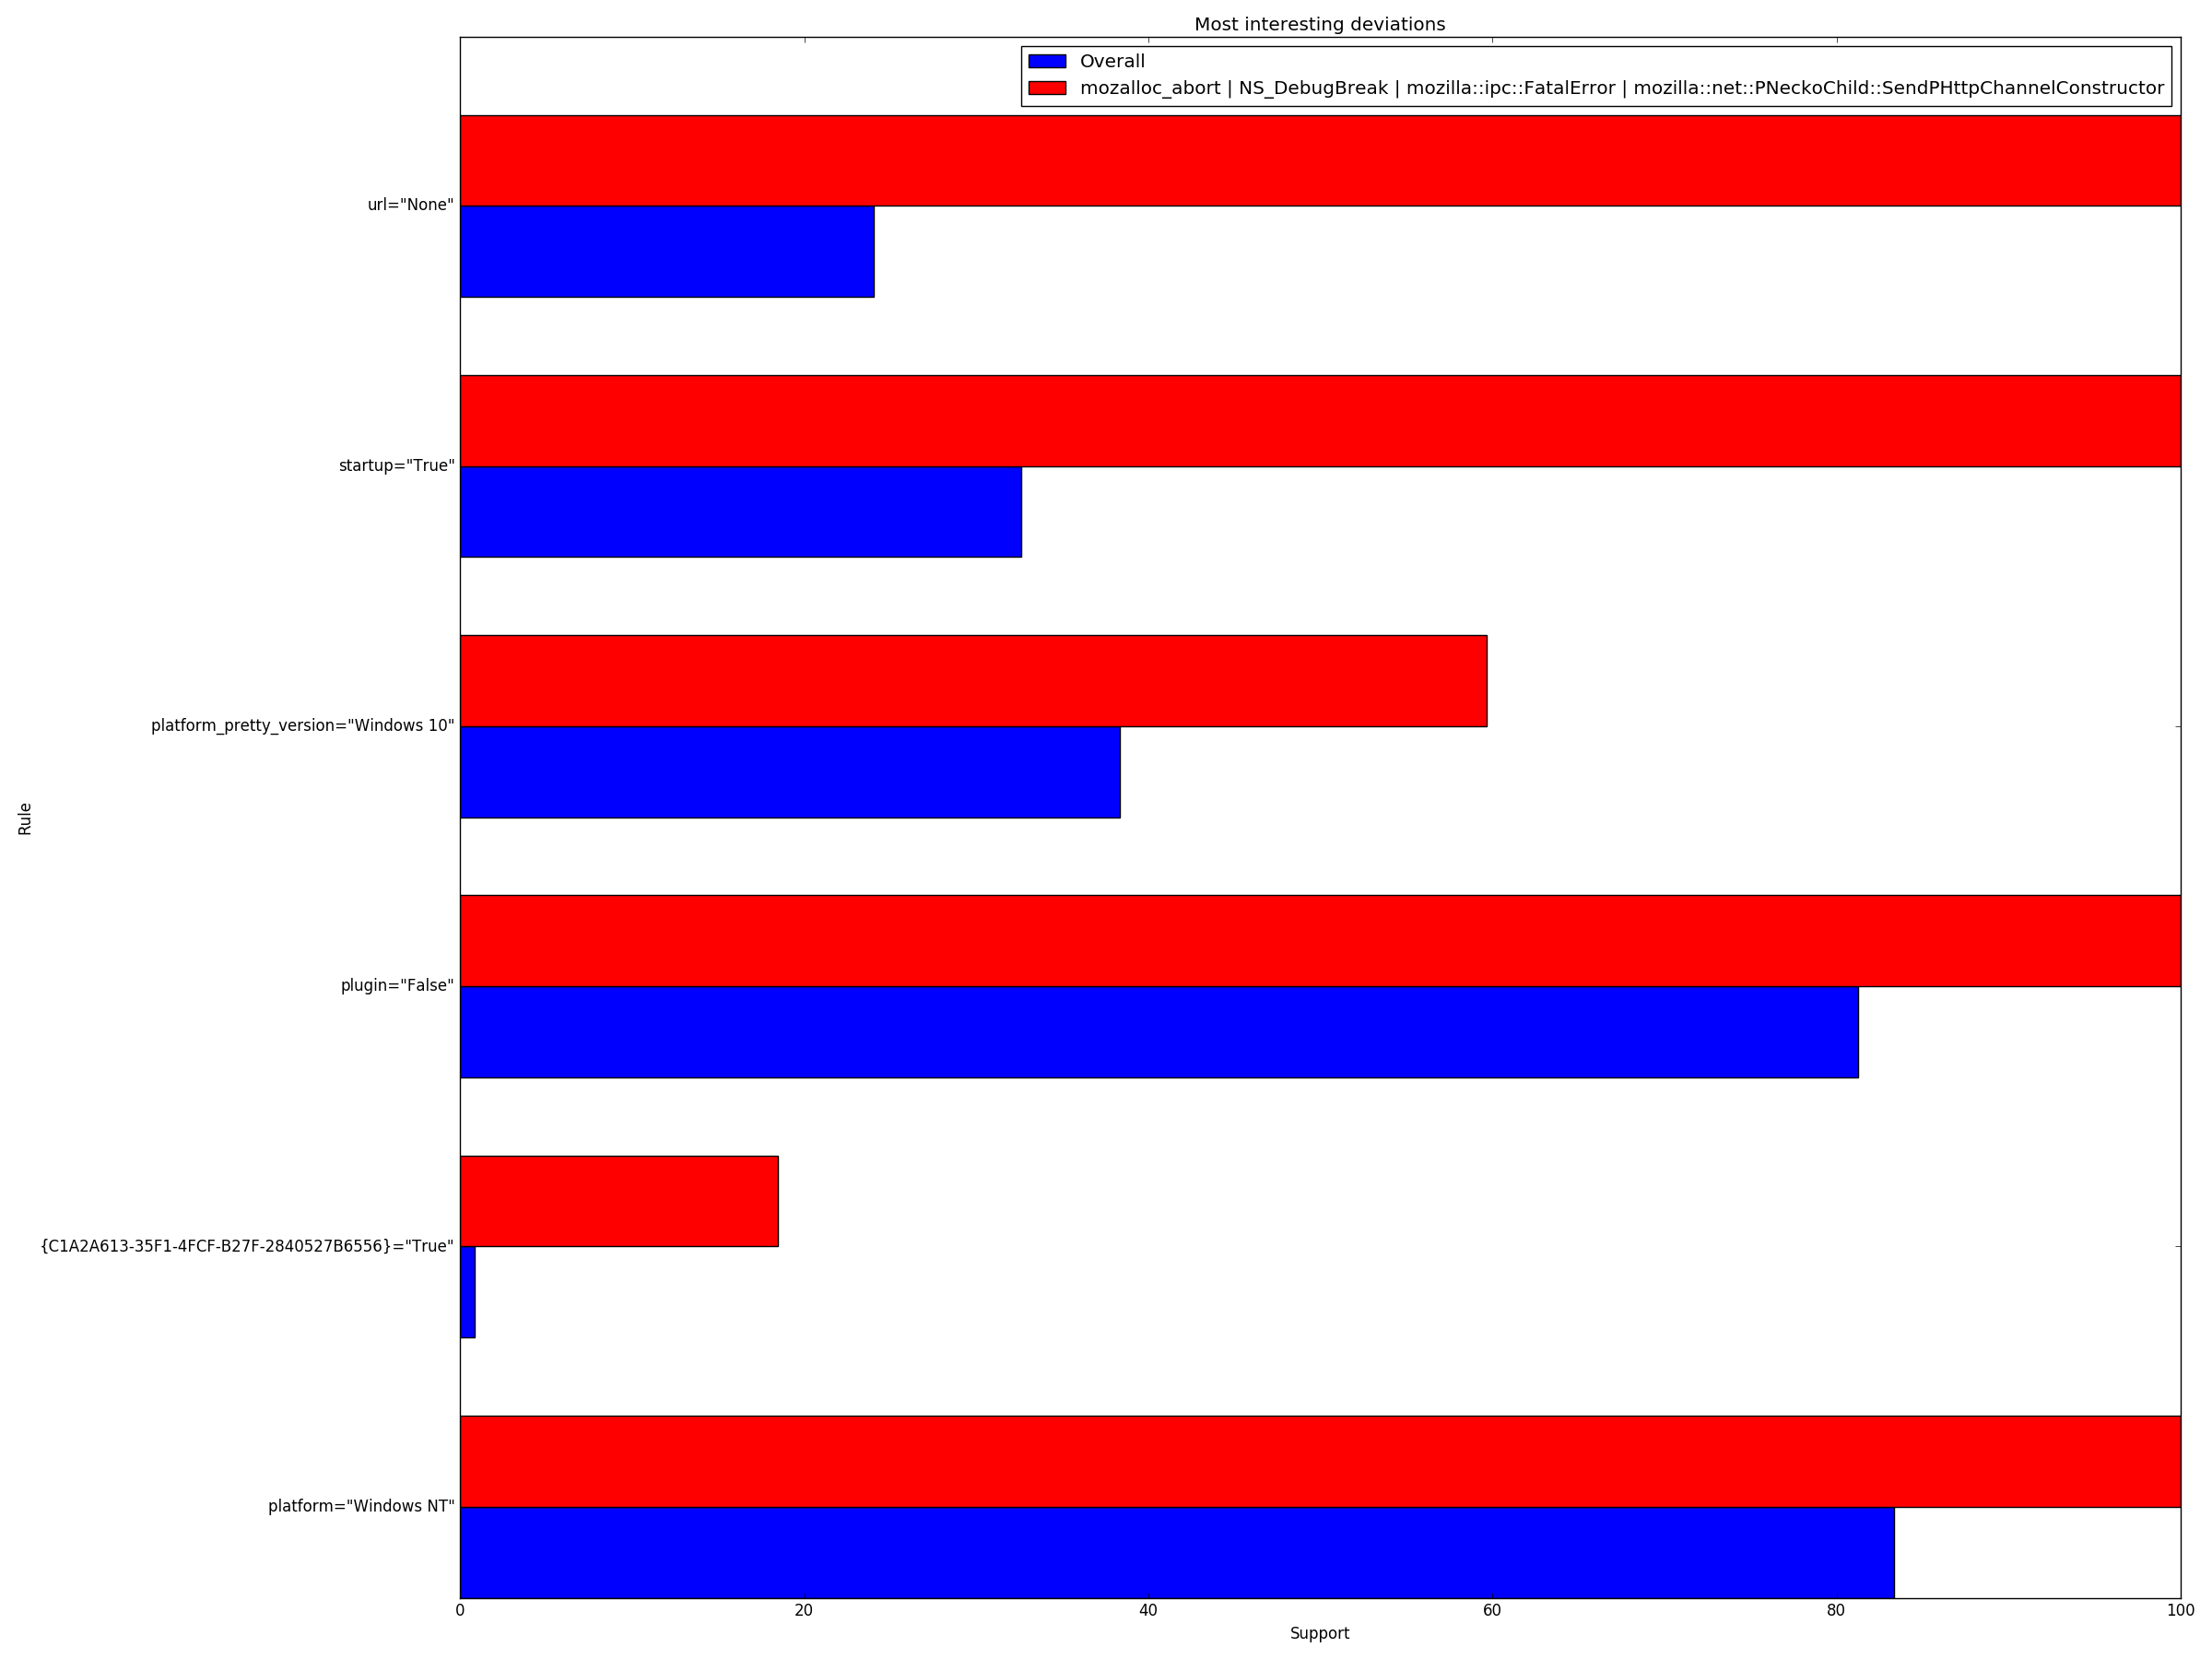 Most interesting deviations
Overall
mozalloc_abort | NS_DebugBreak | mozilla::ipc::FatalError | mozilla::net::PNeckoChild::SendPHttpChannelConstructor
url="None"
startup="True"
platform_pretty_version="Windows 10"
Rule
plugin="False"
{C1A2A613-35F1-4FCF-B27F-2840527B6556}="True"
platform="Windows NT"
0 20 40 60 80 100
Support